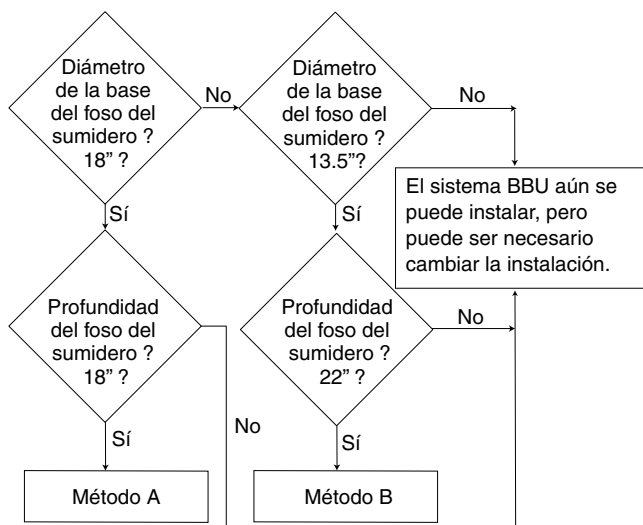 Diámetro
de la base
del foso del
sumidero ?
18” ?
No
Diámetro
de la base
del foso del
sumidero ?
13.5”?
No
El sistema BBU aún se
puede instalar, pero
puede ser necesario
cambiar la instalación.
Sí
Sí
Profundidad
del foso del
sumidero ?
18” ?
Profundidad
del foso del
sumidero ?
22” ?
No
Sí
No
Sí
Método A
Método B